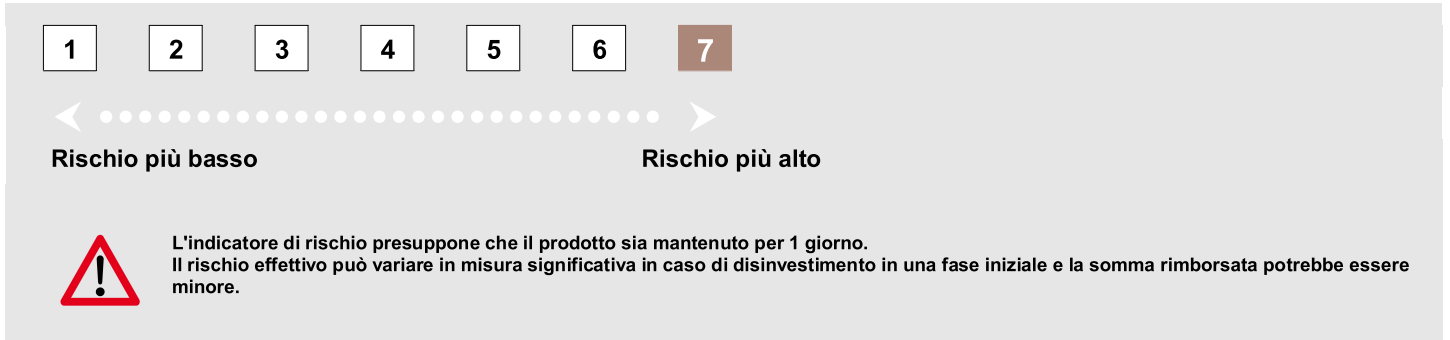 1 2 3 4 5 6 7
Rischio più basso Rischio più alto
L'indicatore di rischio presuppone che il prodotto sia mantenuto per 1 giorno.
Il rischio effettivo può variare in misura significativa in caso di disinvestimento in una fase iniziale e la somma rimborsata potrebbe essere
minore.